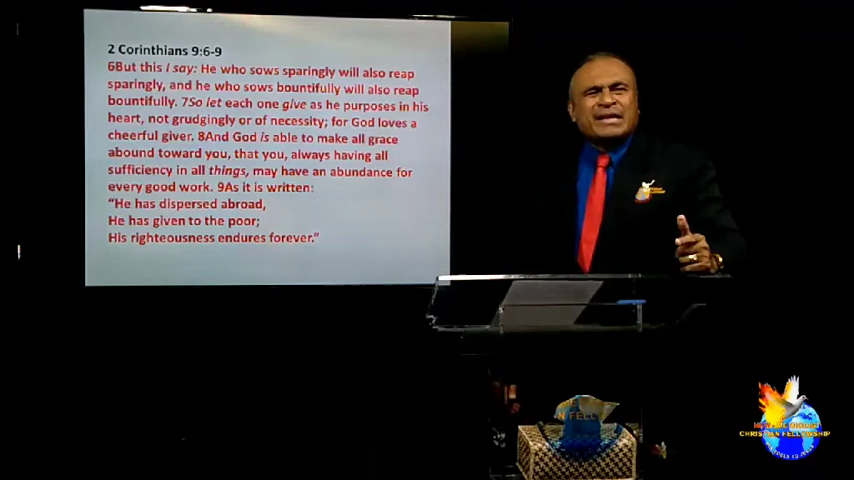 2 Corinthians 9:6-9
6But this I say: He who sows sparingly will also reap
sparingly, and he who sows bountifully will also reap
bountifully. 7So let each one give as he purposes in his
heart, not grudgingly or of necessity; for God loves a
cheerful giver. 8And God is able to make all grace
abound toward you, that you, always having all
sufficiency in all things, may have an abundance for
every good work. 9As it is written:
“He has dispersed abroad,
He has given to the poor;
His righteousness endures forever.”
CHRISTIAN FELLOWSHIP